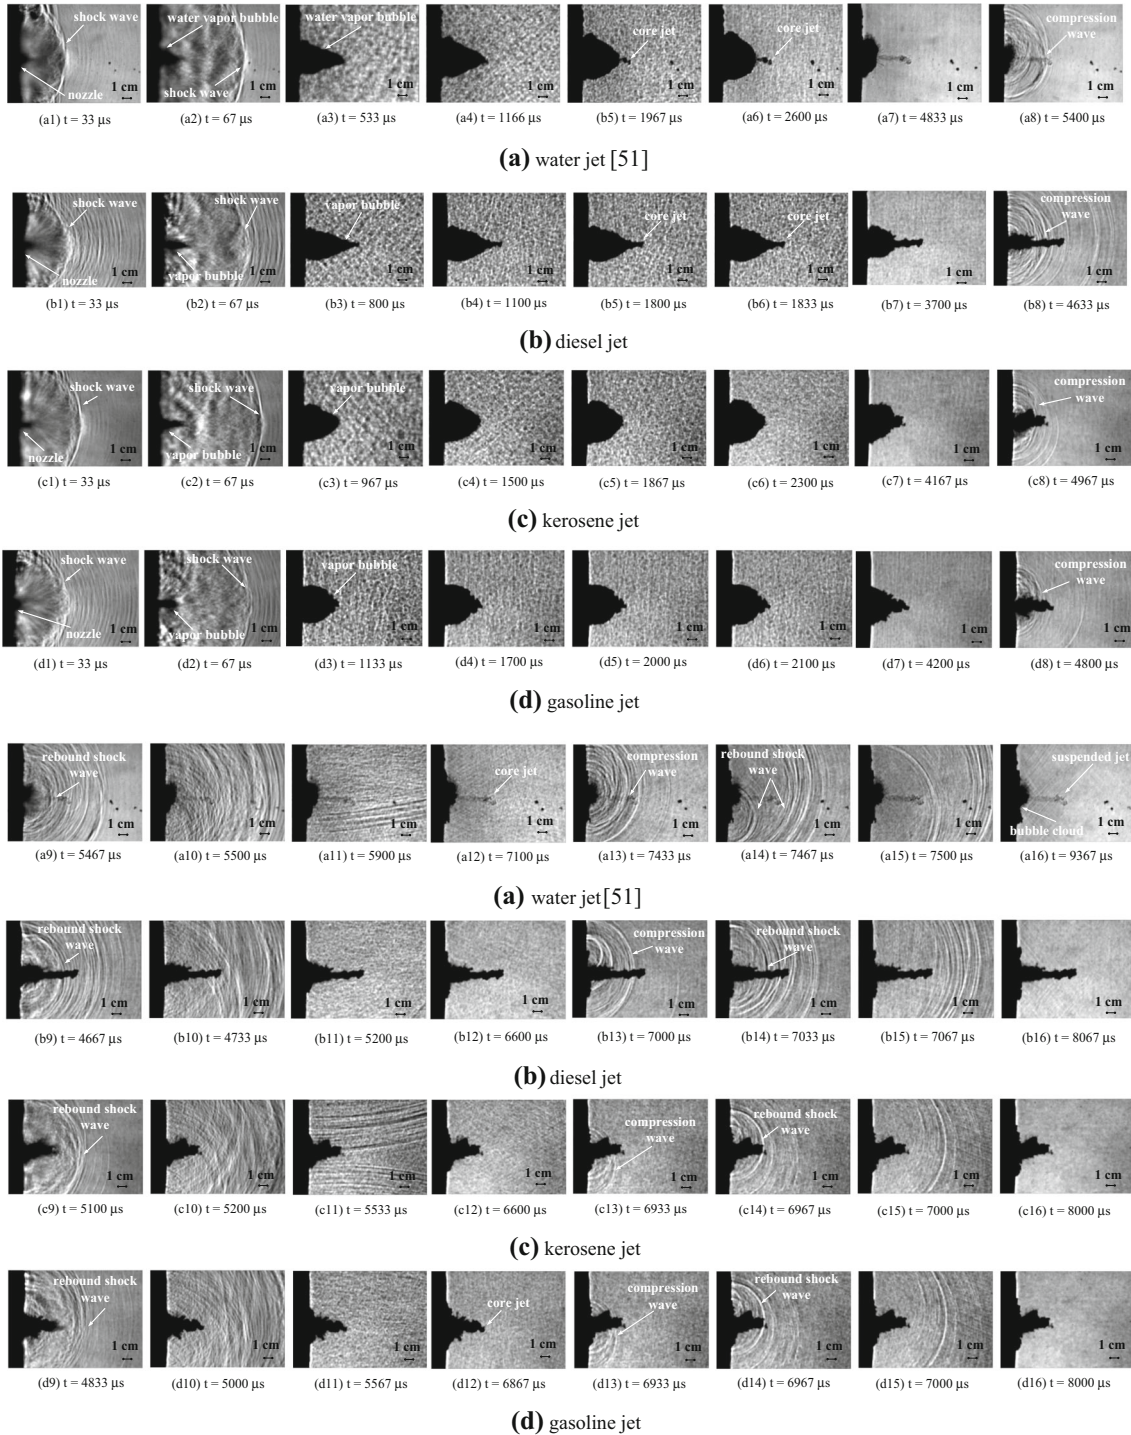 shock wave
nozzle
1 cm
water vapor bubble
shock wave
1 cm
water vapor bubble
1 cm
1 cm
core jet
1 cm
core jet
1 cm
1 cm
compression
wave
1 cm
(a1) t = 33 µs (a2) t = 67 µs (a3) t = 533 µs (a4) t = 1166 µs (b5) t = 1967 µs (a6) t = 2600 µs (a7) t = 4833 µs (a8) t = 5400 µs
(a) water jet [51]
shock wave
nozzle
1 cm
shock wave
vapor bubble
1 cm
vapor bubble
1 cm
1 cm
core jet
1 cm
core jet
1 cm
1 cm
compression
wave
1 cm
(b1) t = 33 µs (b2) t = 67 µs (b3) t = 800 µs (b4) t = 1100 µs (b5) t = 1800 µs (b6) t = 1833 µs (b7) t = 3700 µs (b8) t = 4633 µs
(b) diesel jet
shock wave
nozzle
1 cm
shock wave
vapor bubble
1 cm
vapor bubble
1 cm
1 cm
1 cm
1 cm
1 cm
compression
wave
1 cm
(c1) t = 33 µs (c2) t = 67 µs (c3) t = 967 µs (c4) t = 1500 µs (c5) t = 1867 µs (c6) t = 2300 µs (c7) t = 4167 µs (c8) t = 4967 µs
(c) kerosene jet
shock wave
nozzle
1 cm
shock wave
vapor bubble
1 cm
vapor bubble
1 cm
1 cm
1 cm
1 cm
1 cm
compression
wave
1 cm
(d1) t = 33 µs (d2) t = 67 µs (d3) t = 1133 µs (d4) t = 1700 µs (d5) t = 2000 µs (d6) t = 2100 µs (d7) t = 4200 µs (d8) t = 4800 µs
(d) gasoline jet
rebound shock
wave
1 cm
1 cm
1 cm
core jet
1 cm
compression
wave
1 cm
rebound shock
wave
1 cm
1 cm
suspended jet
bubble cloud
1 cm
(a9) t = 5467 µs (a10) t = 5500 µs (a11) t = 5900 µs (a12) t = 7100 µs (a13) t = 7433 µs (a14) t = 7467 µs (a15) t = 7500 µs (a16) t = 9367 µs
(a) water jet [51]
rebound shock
wave
1 cm
1 cm
1 cm
1 cm
compression
wave
1 cm
rebound shock
wave
1 cm
1 cm
1 cm
(b9) t = 4667 µs (b10) t = 4733 µs (b11) t = 5200 µs (b12) t = 6600 µs (b13) t = 7000 µs (b14) t = 7033 µs (b15) t = 7067 µs (b16) t = 8067 µs
(b) diesel jet
rebound shock
wave
1 cm
1 cm
1 cm
1 cm
compression
wave
1 cm
rebound shock
wave
1 cm
1 cm
1 cm
(c9) t = 5100 µs (c10) t = 5200 µs (c11) t = 5533 µs (c12) t = 6600 µs (c13) t = 6933 µs (c14) t = 6967 µs (c15) t = 7000 µs (c16) t = 8000 µs
(c) kerosene jet
rebound shock
wave
1 cm
1 cm
1 cm
core jet
1 cm
compression
wave
1 cm
rebound shock
wave
1 cm
1 cm
1 cm
(d9) t = 4833 µs (d10) t = 5000 µs (d11) t = 5567 µs (d12) t = 6867 µs (d13) t = 6933 µs (d14) t = 6967 µs (d15) t = 7000 µs (d16) t = 8000 µs
(d) gasoline jet